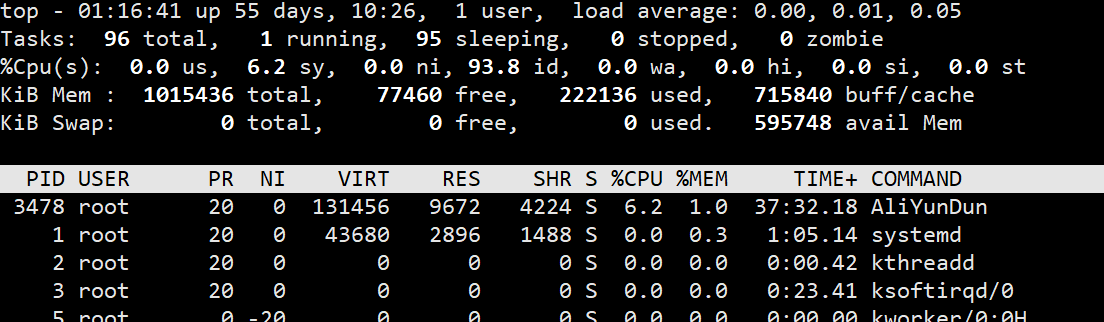 top - 01:16:41 up 55 days, 10:26,  1 user,  load average: 0.00, 0.01, 0.05
Tasks:  96 total,   1 running,  95 sleeping,   0 stopped,   0 zombie
%Cpu(s):  0.0 us,  6.2 sy,  0.0 ni, 93.8 id,  0.0 wa,  0.0 hi,  0.0 si,  0.0 st
KiB Mem :  1015436 total,    77460 free,   222136 used,   715840 buff/cache
KiB Swap:        0 total,        0 free,        0 used.   595748 avail Mem
  PID USER      PR  NI    VIRT    RES    SHR S %CPU %MEM     TIME+ COMMAND
 3478 root      20   0  131456   9672   4224 S  6.2  1.0  37:32.18 AliYunDun
    1 root      20   0   43680   2896   1488 S  0.0  0.3   1:05.14 systemd
    2 root      20   0       0      0      0 S  0.0  0.0   0:00.42 kthreadd
    3 root      20   0       0      0      0 S  0.0  0.0   0:23.41 ksoftirqd/0
    5 root       0 -20       0      0      0 S  0.0  0.0   0:00.00 kworker/0:0H